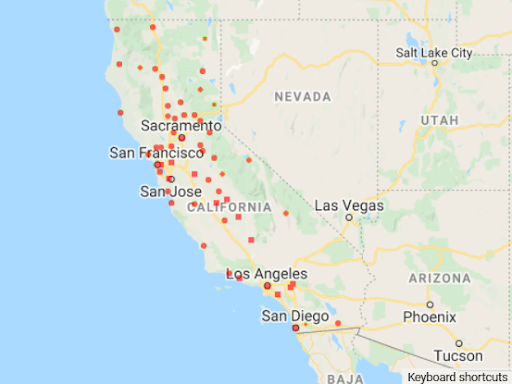 Salt Lake City
NEVADA
UTAH
Sacramento
San Francisco
San Jose
CALIFORNIA
Las Vegas
Los Angeles
ARIZONA
San Diego
Phoenix
Tucson
BAJA
Keyboard shortcuts